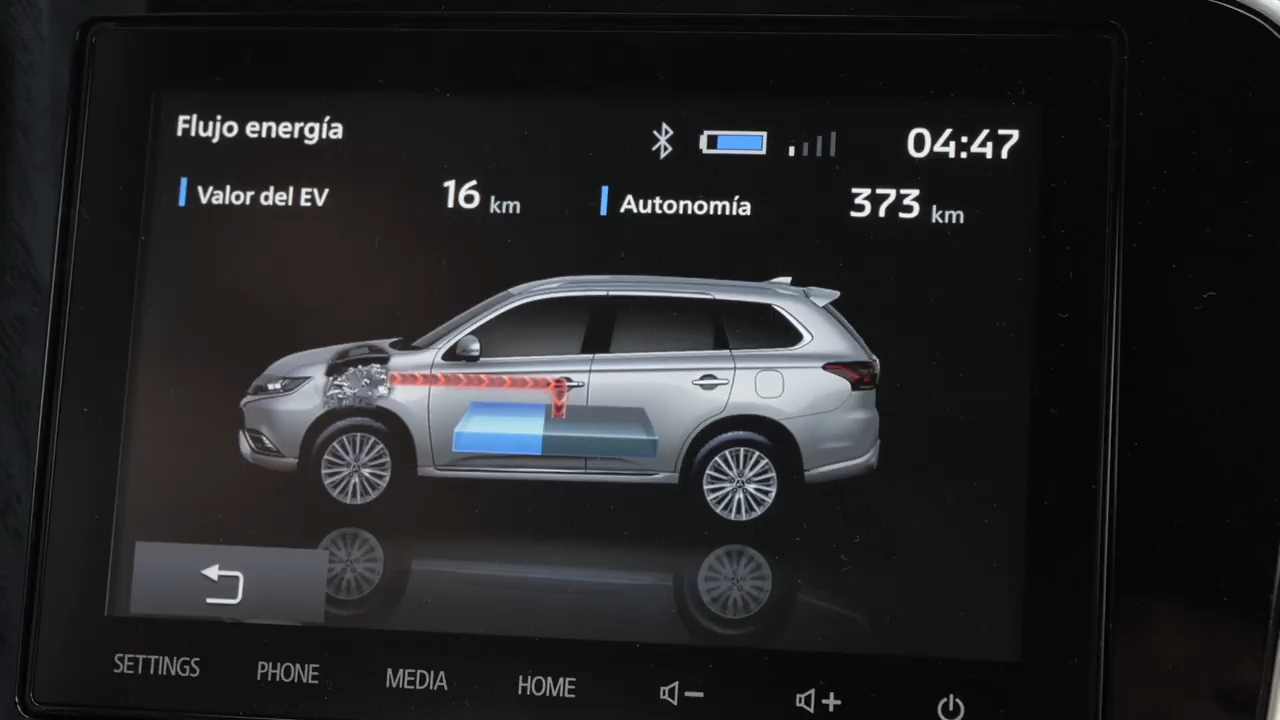 Flujo energía
04:47
Valor del EV 16 km
Autonomía 373 km
SETTINGS PHONE MEDIA HOME